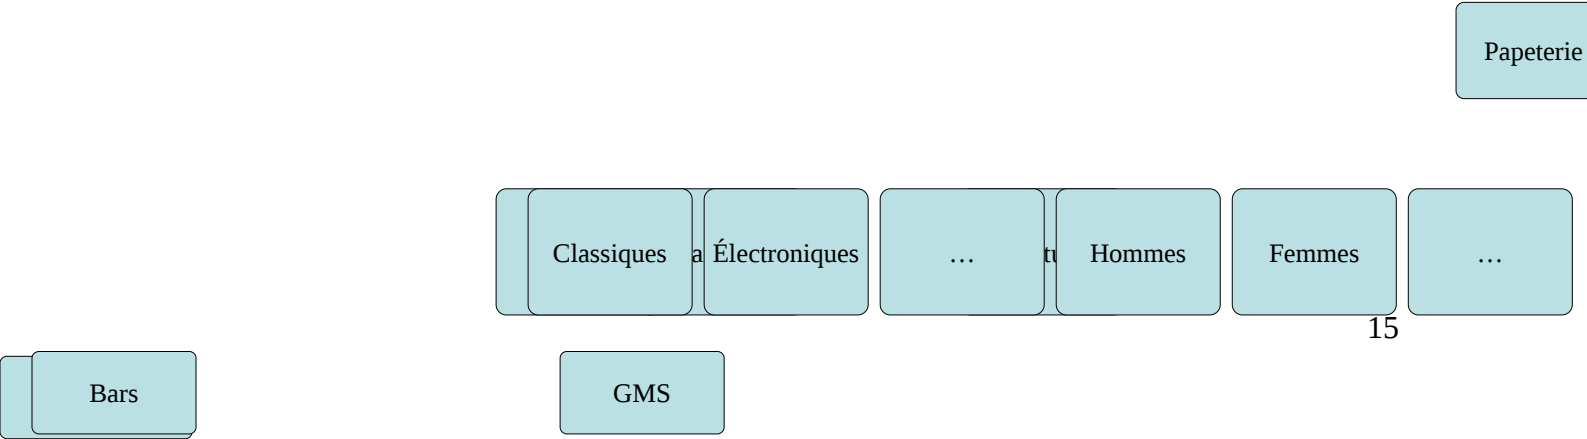 Papeterie
Classiques Électroniques … Hommes Femmes …
15
Bars GMS